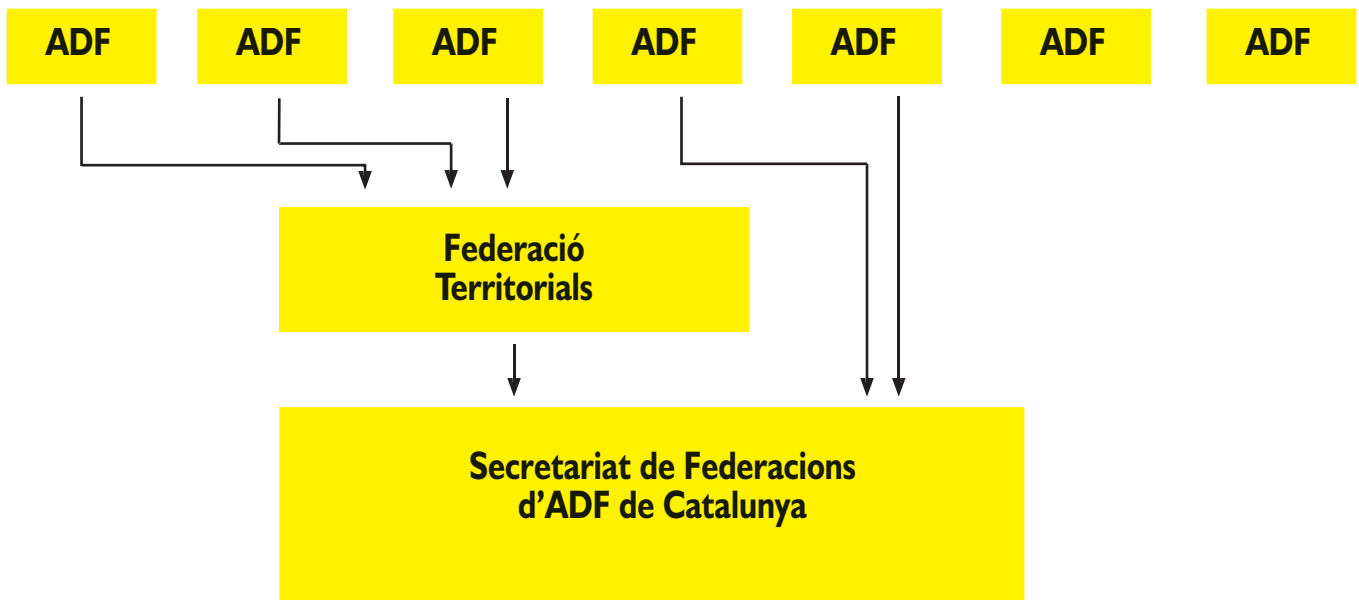 ADF ADF ADF ADF ADF ADF ADF
Federació
Territorials
Secretariat de Federacions
d’ADF de Catalunya